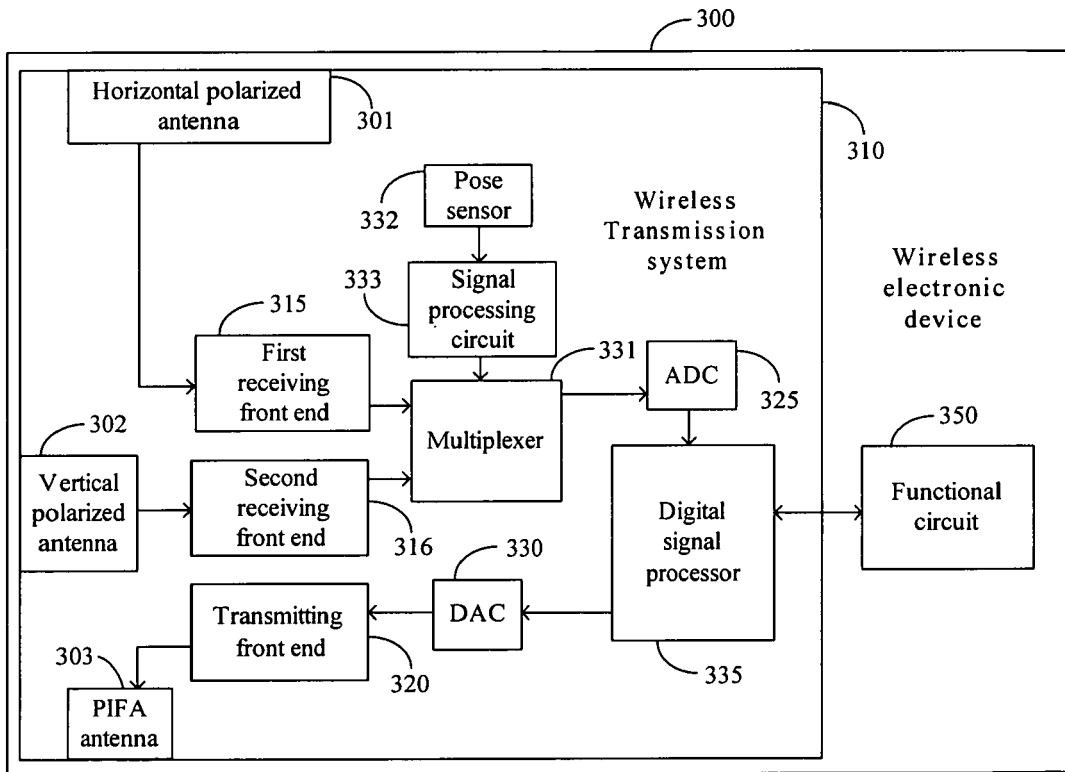 300
Horizontal polarized
antenna
301
310
Pose
sensor
332
Wireless
Transmission
system
Wireless
electronic
device
333
Signal
processing
circuit
315
First
receiving
front end
331
ADC
325
Multiplexer
302
Vertical
polarized
antenna
Second
receiving
front end
316
350
Functional
circuit
Digital
signal
processor
330
DAC
Transmitting
front end
320
335
303
PIFA
antenna